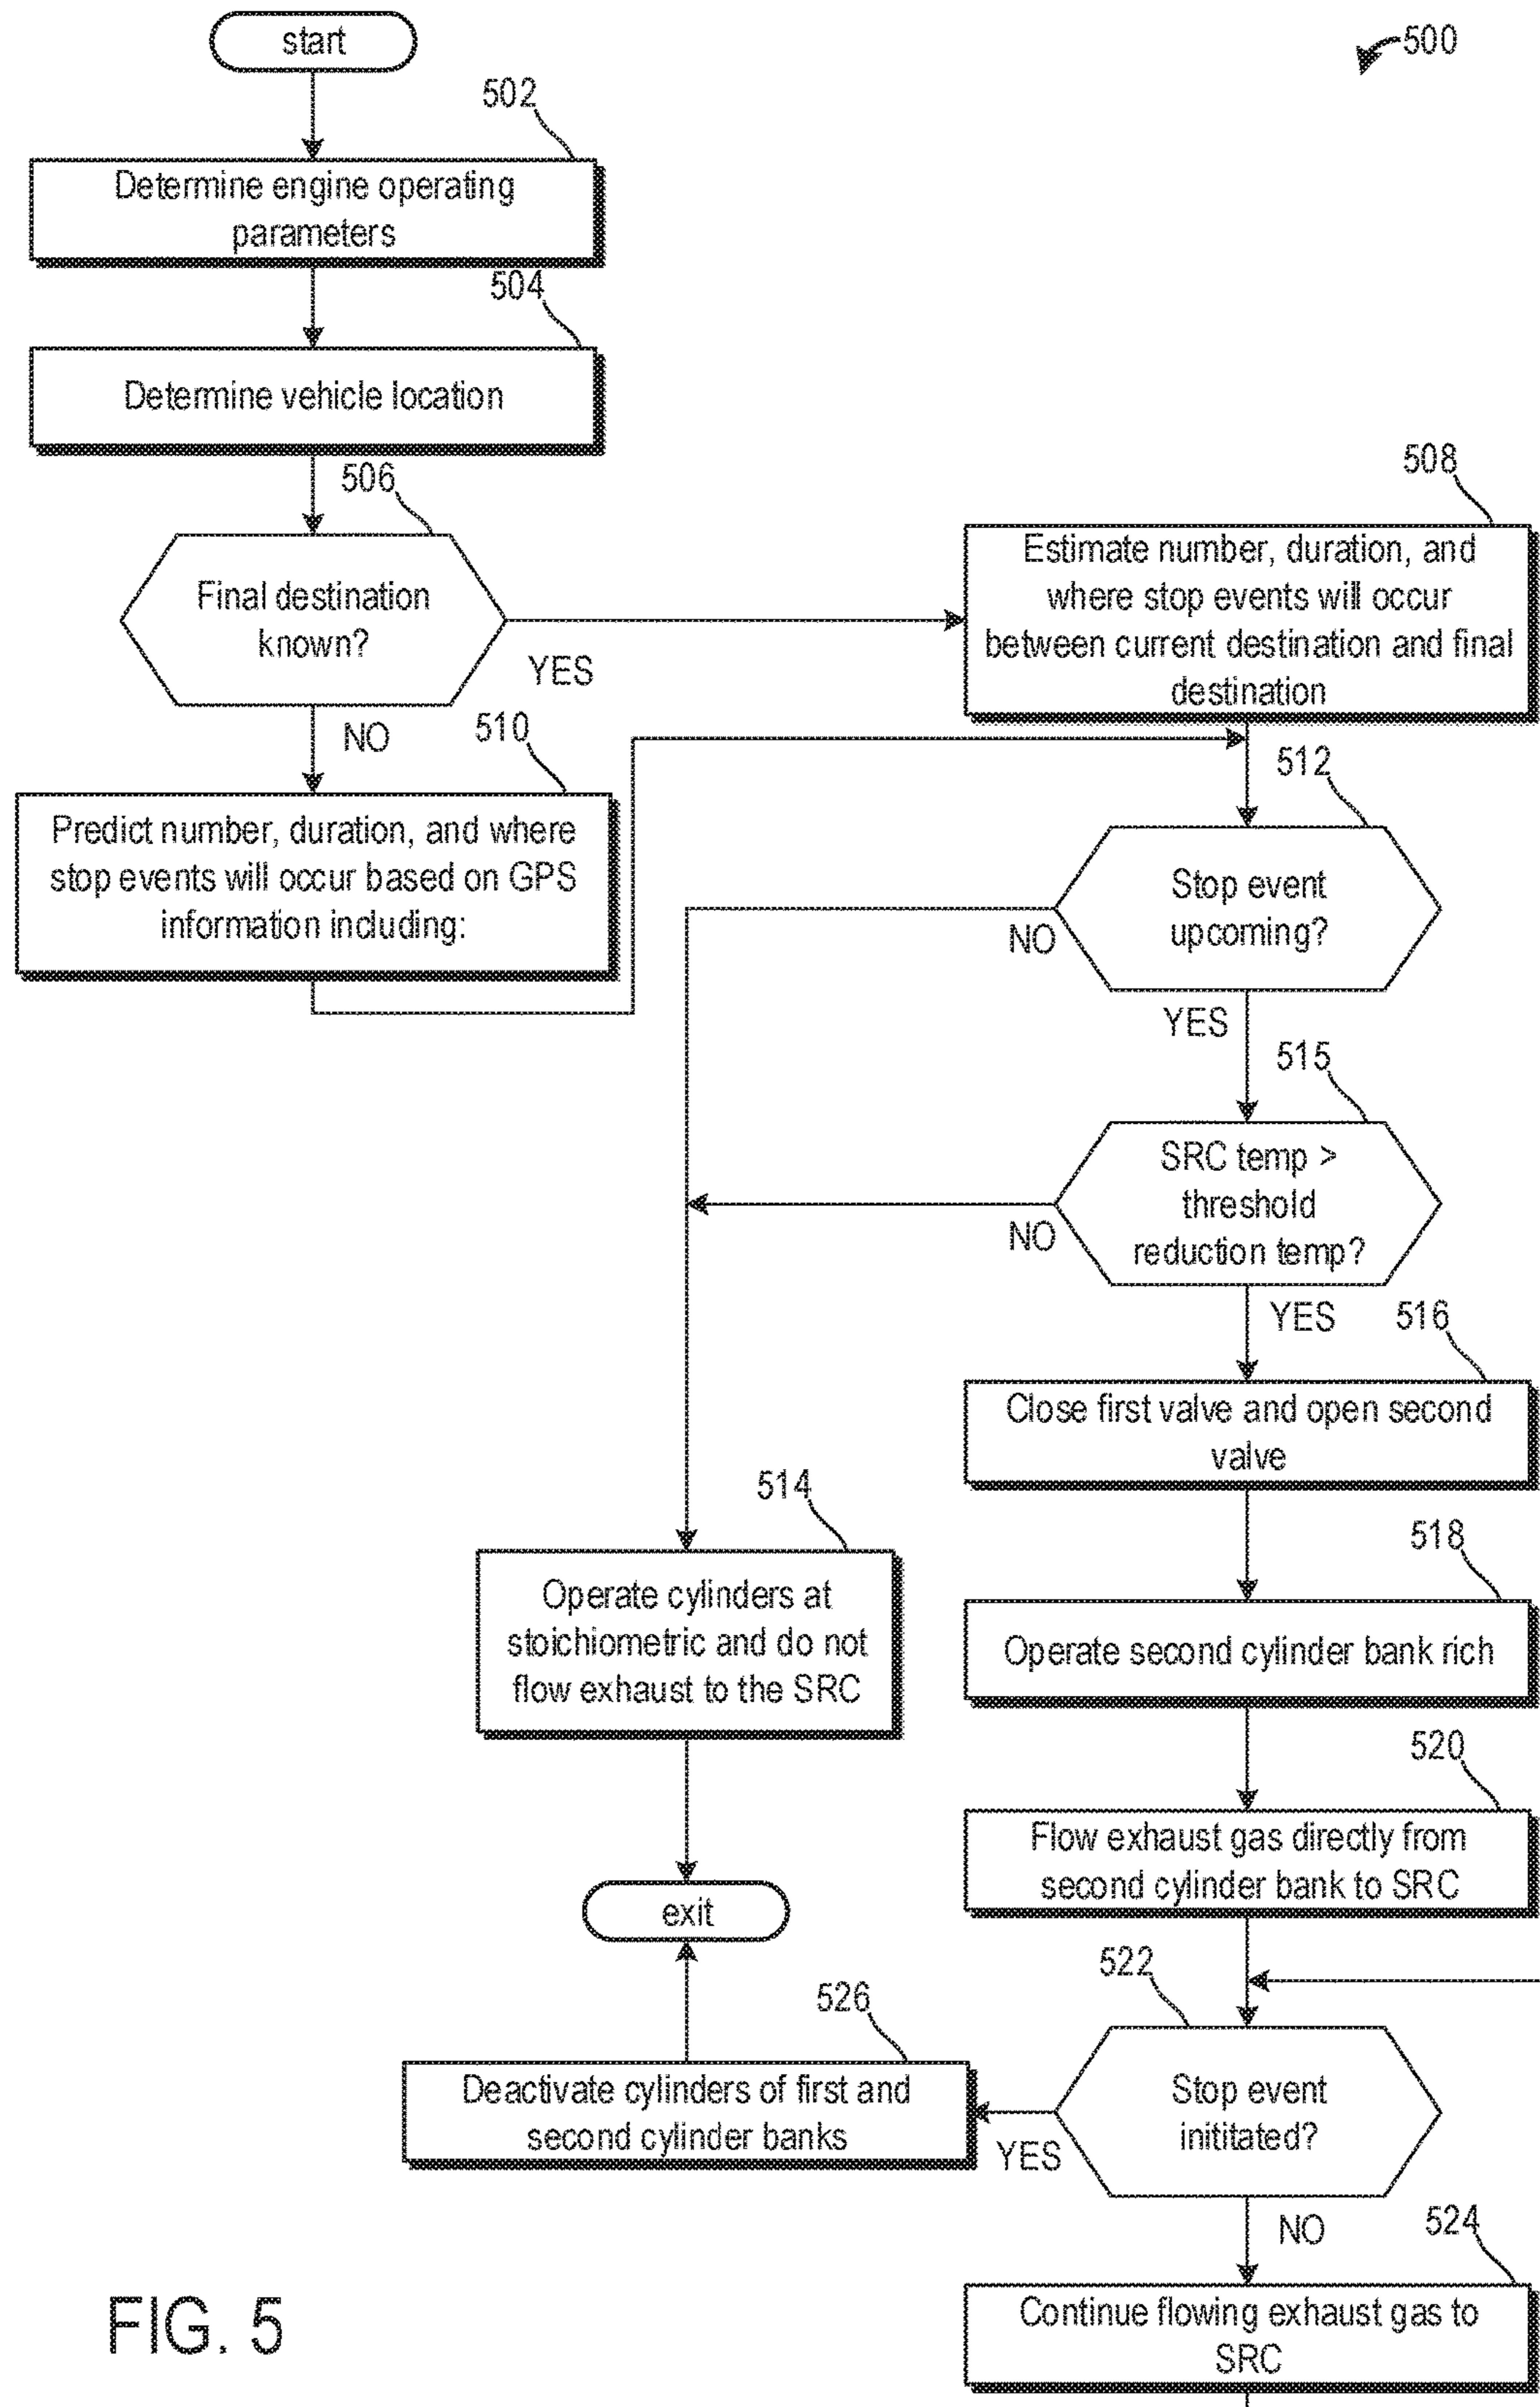 start
500
502
Determine engine operating
parameters
504
Determine vehicle location
506
Final destination
known?
YES
NO
508
Estimate number, duration, and
where stop events will occur
between current destination and final
destination
510
Predict number, duration, and where
stop events will occur based on GPS
information including:
512
Stop event
upcoming?
NO
YES
515
SRC temp >
threshold
reduction temp?
NO
YES
516
Close first valve and open second
valve
514
Operate cylinders at
stoichiometric and do not
flow exhaust to the SRC
518
Operate second cylinder bank rich
520
Flow exhaust gas directly from
second cylinder bank to SRC
exit
522
Stop event
inititated?
YES
NO
526
Deactivate cylinders of first and
second cylinder banks
524
Continue flowing exhaust gas to
SRC
FIG. 5